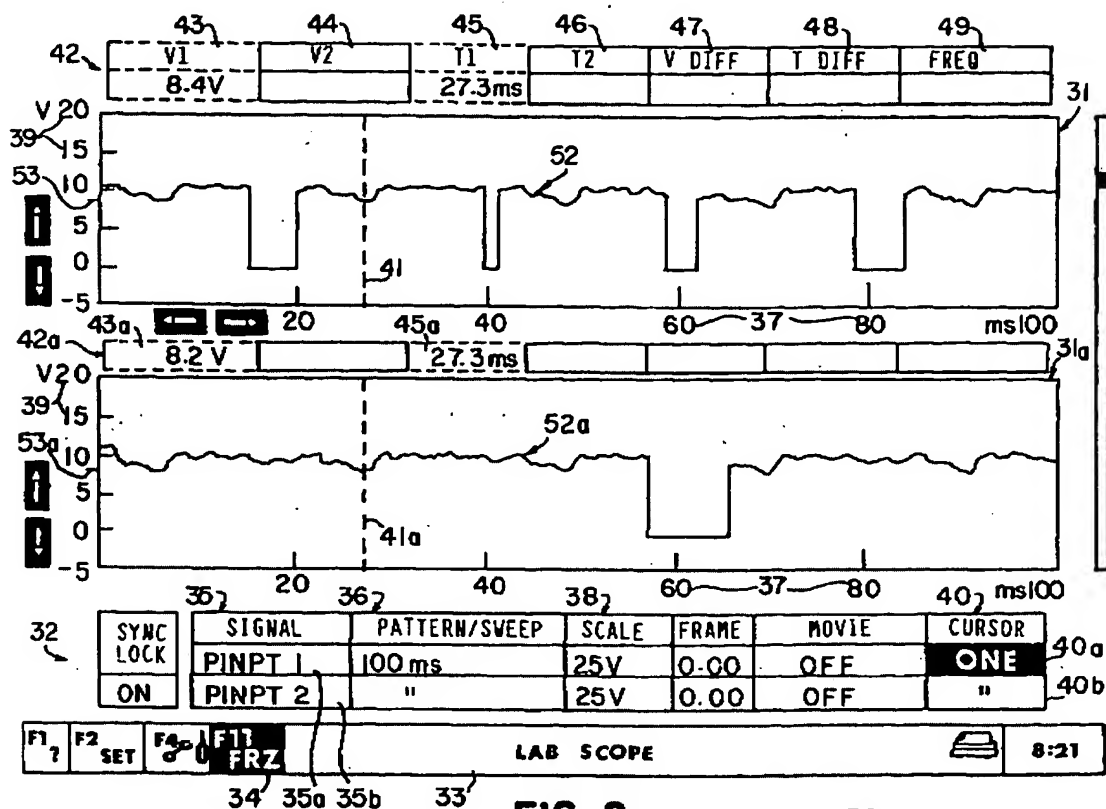 43 44 45 46 47 48 49
42 V1 V2 T1 T2 V DIFF T DIFF FREQ
8.4V 27.3ms
V 20 31
39 15
53 10 52
5
0 41
-5
20 40 60 37 80 ms100
43a 45a
42a 8.2 V 27.3ms 31a
V20
39 15
53a 10 52a
5
0 41a
-5
20 40 60 37 80 ms100
35 36 38 40
32 SYNC LOCK SIGNAL PATTERN/SWEEP SCALE FRAME MOVIE CURSOR
PINPT 1 100ms 25V 0.00 OFF ONE 40a
ON PINPT 2 " 25V 0.00 OFF " 40b
F1 ? F2 SET F4 F11 FRZ LAB SCOPE 8:21
34 35a 35b 33